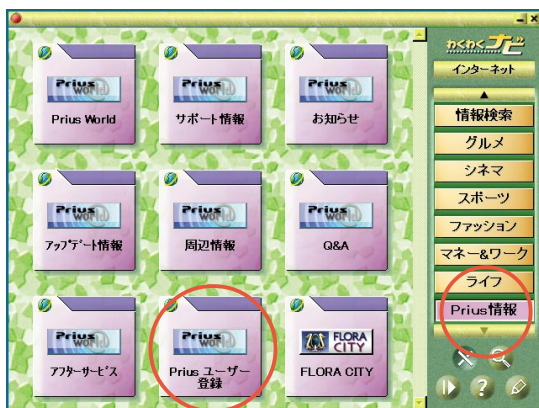 わくわくナビ
インターネット
Prius World
Prius World
Prius World
サポート情報
Prius World
お知らせ
Prius World
アップデート情報
Prius World
周辺情報
Prius World
Q&A
Prius World
アフターサービス
Prius World
Prius ユーザー
登録
FLORA CITY
FLORA CITY
情報検索
グルメ
シネマ
スポーツ
ファッション
マネー&ワーク
ライフ
Prius情報
?